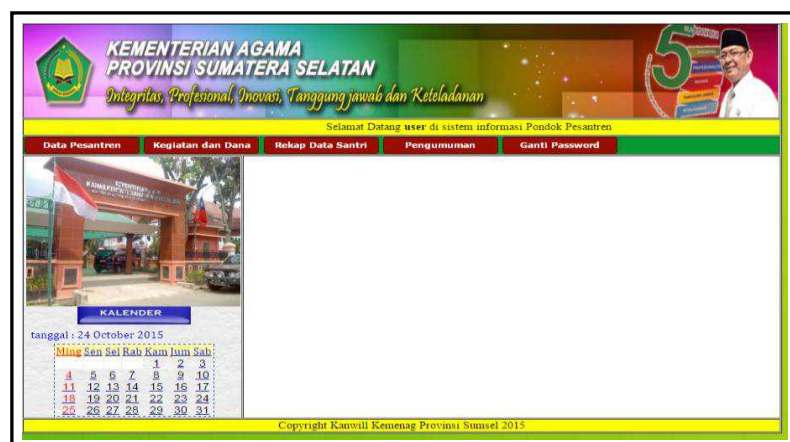 KEMENTERIAN AGAMA
PROVINSI SUMATERA SELATAN
Integritas, Profesional, Inovasi, Tanggung jawab dan Keteladanan
5
Selamat Datang user di sistem informasi Pondok Pesantren
Data Pesantren Kegiatan dan Dana Rekap Data Santri Pengumuman Ganti Password
KALENDER
tanggal : 24 October 2015
Ming Sen Sel Rab Kam Jum Sab
1 2 3
4 5 6 7 8 9 10
11 12 13 14 15 16 17
18 19 20 21 22 23 24
25 26 27 28 29 30 31
Copyright Kanwill Kemenag Provinsi Sumsel 2015